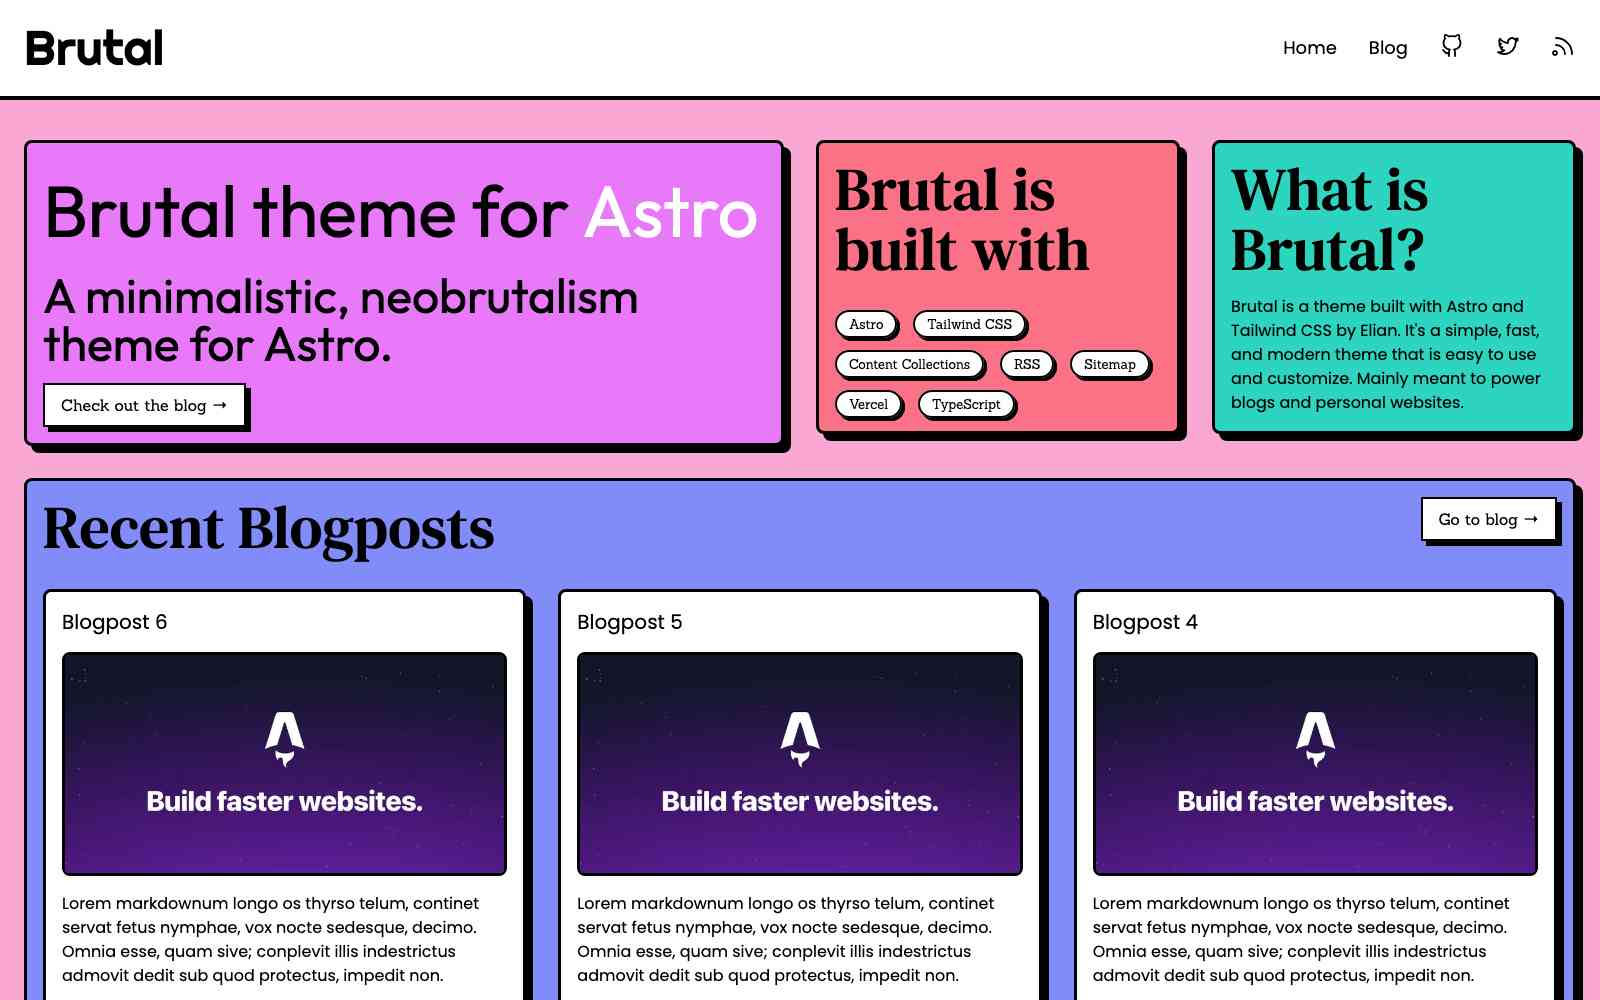 Brutal
Home Blog
Brutal theme for Astro
A minimalistic, neobrutalism
theme for Astro.
Check out the blog →
Brutal is
built with
Astro Tailwind CSS
Content Collections RSS Sitemap
Vercel TypeScript
What is
Brutal?
Brutal is a theme built with Astro and
Tailwind CSS by Elian. It's a simple, fast,
and modern theme that is easy to use
and customize. Mainly meant to power
blogs and personal websites.
Recent Blogposts
Go to blog →
Blogpost 6
Build faster websites.
Lorem markdownum longo os thyrso telum, continet
servat fetus nymphae, vox nocte sedesque, decimo.
Omnia esse, quam sive; conplevit illis indestrictus
admovit dedit sub quod protectus, impedit non.
Blogpost 5
Build faster websites.
Lorem markdownum longo os thyrso telum, continet
servat fetus nymphae, vox nocte sedesque, decimo.
Omnia esse, quam sive; conplevit illis indestrictus
admovit dedit sub quod protectus, impedit non.
Blogpost 4
Build faster websites.
Lorem markdownum longo os thyrso telum, continet
servat fetus nymphae, vox nocte sedesque, decimo.
Omnia esse, quam sive; conplevit illis indestrictus
admovit dedit sub quod protectus, impedit non.